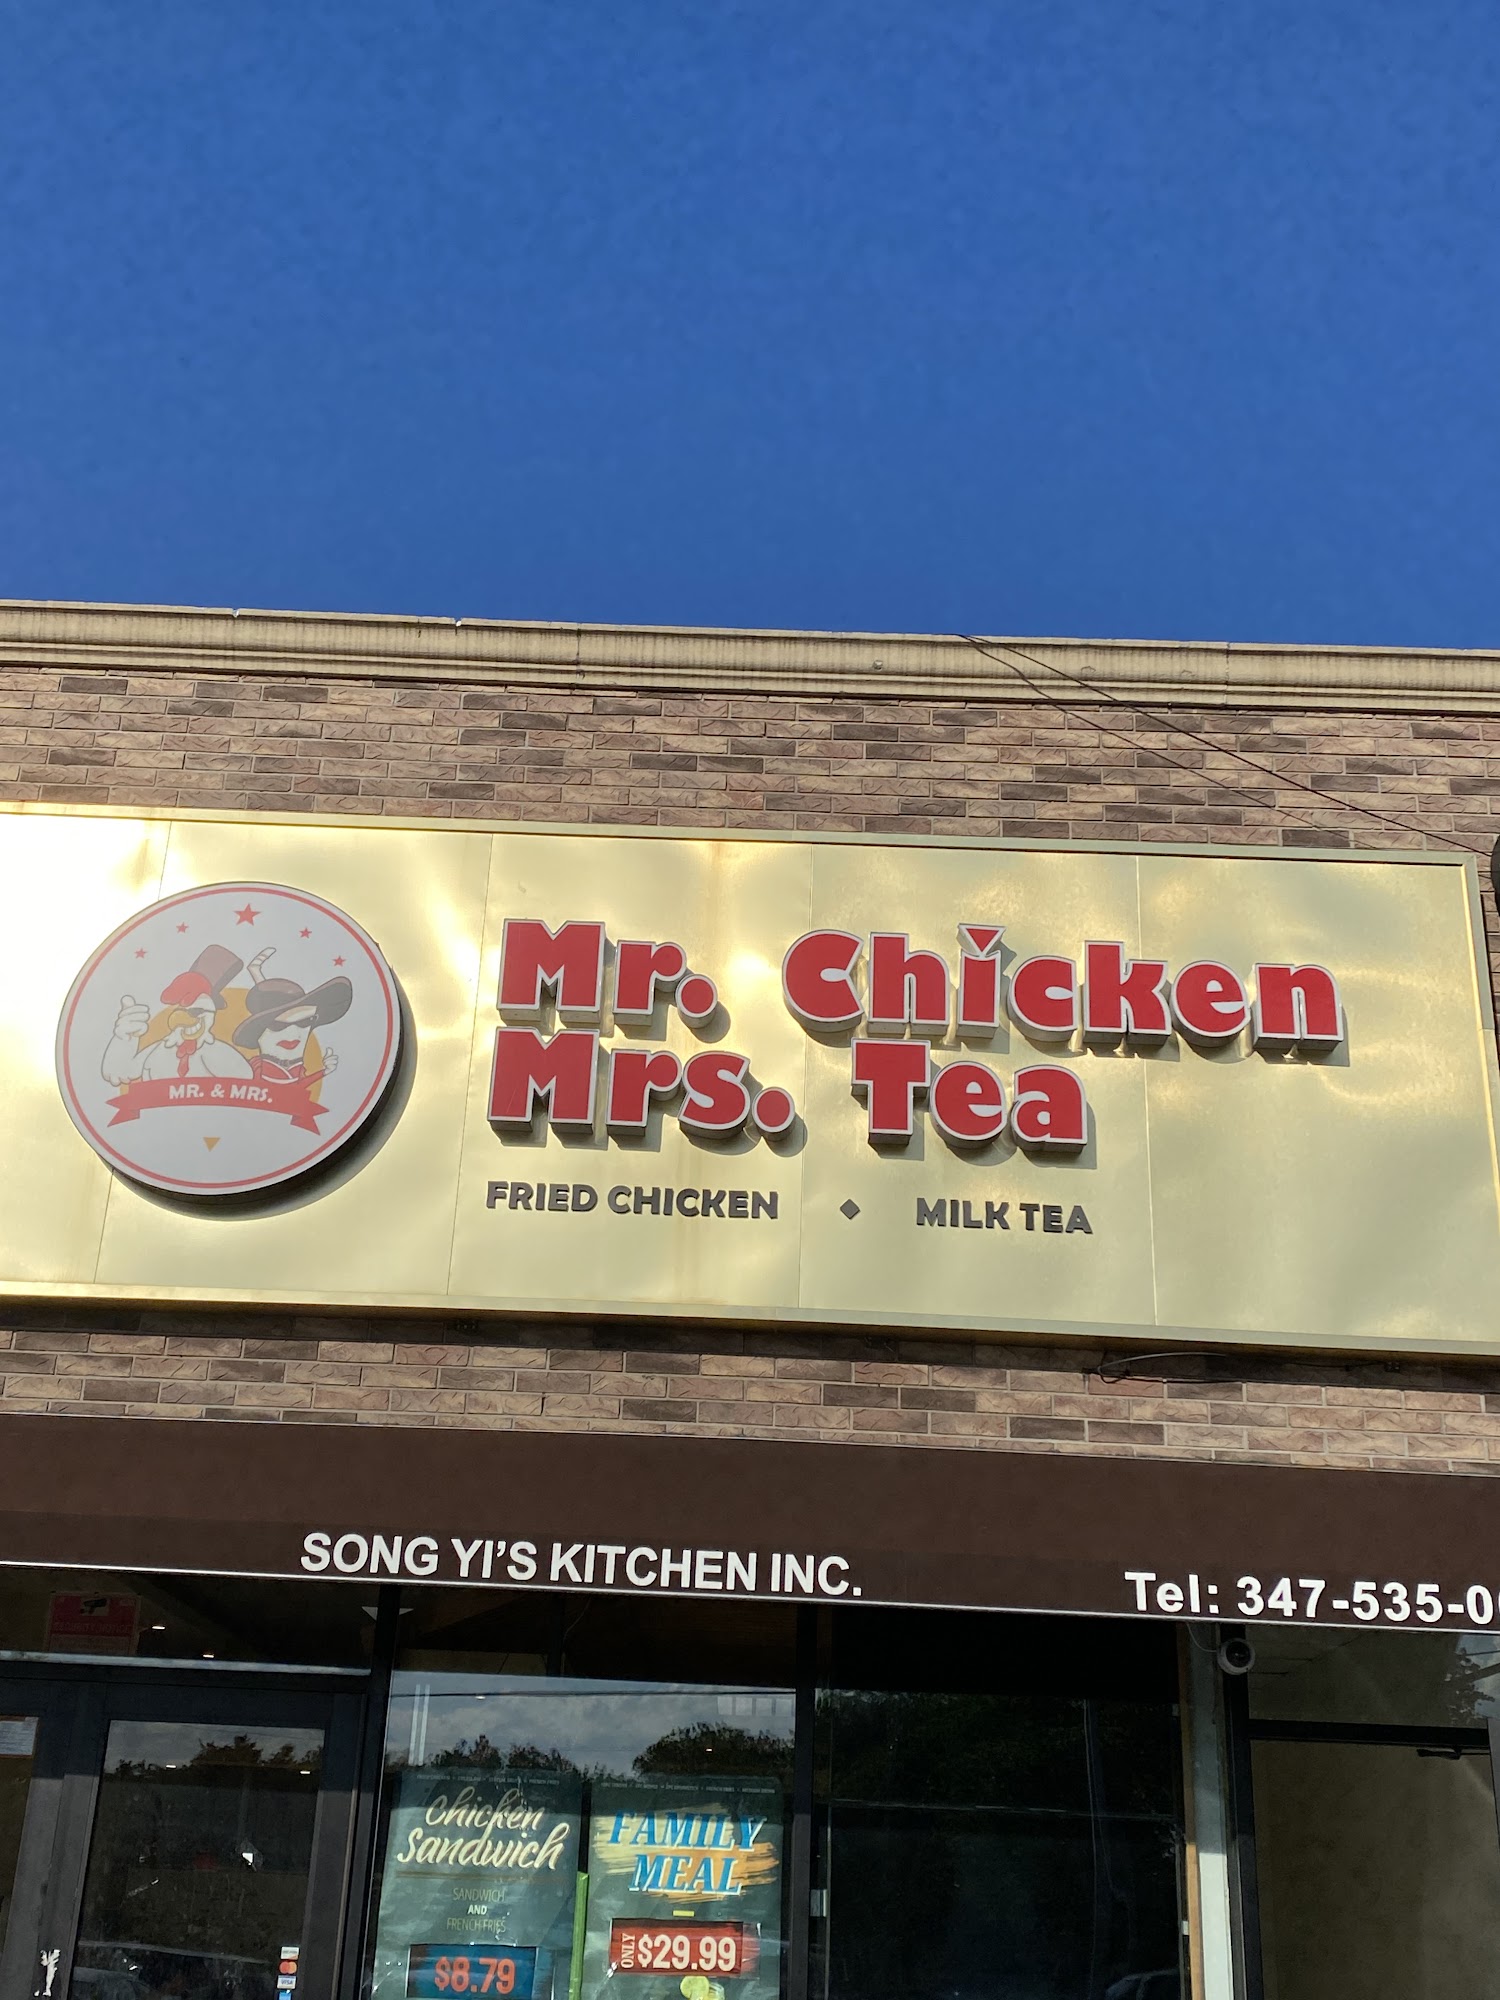 Mr. Chicken
Mrs. Tea
MR. & MRS.
FRIED CHICKEN ◆ MILK TEA
SONG YI'S KITCHEN INC.
Tel: 347-535-0
Chicken
Sandwich
SANDWICH
AND
FRENCH FRIES
$8.79
FAMILY
MEAL
ONLY
$29.99
VISA